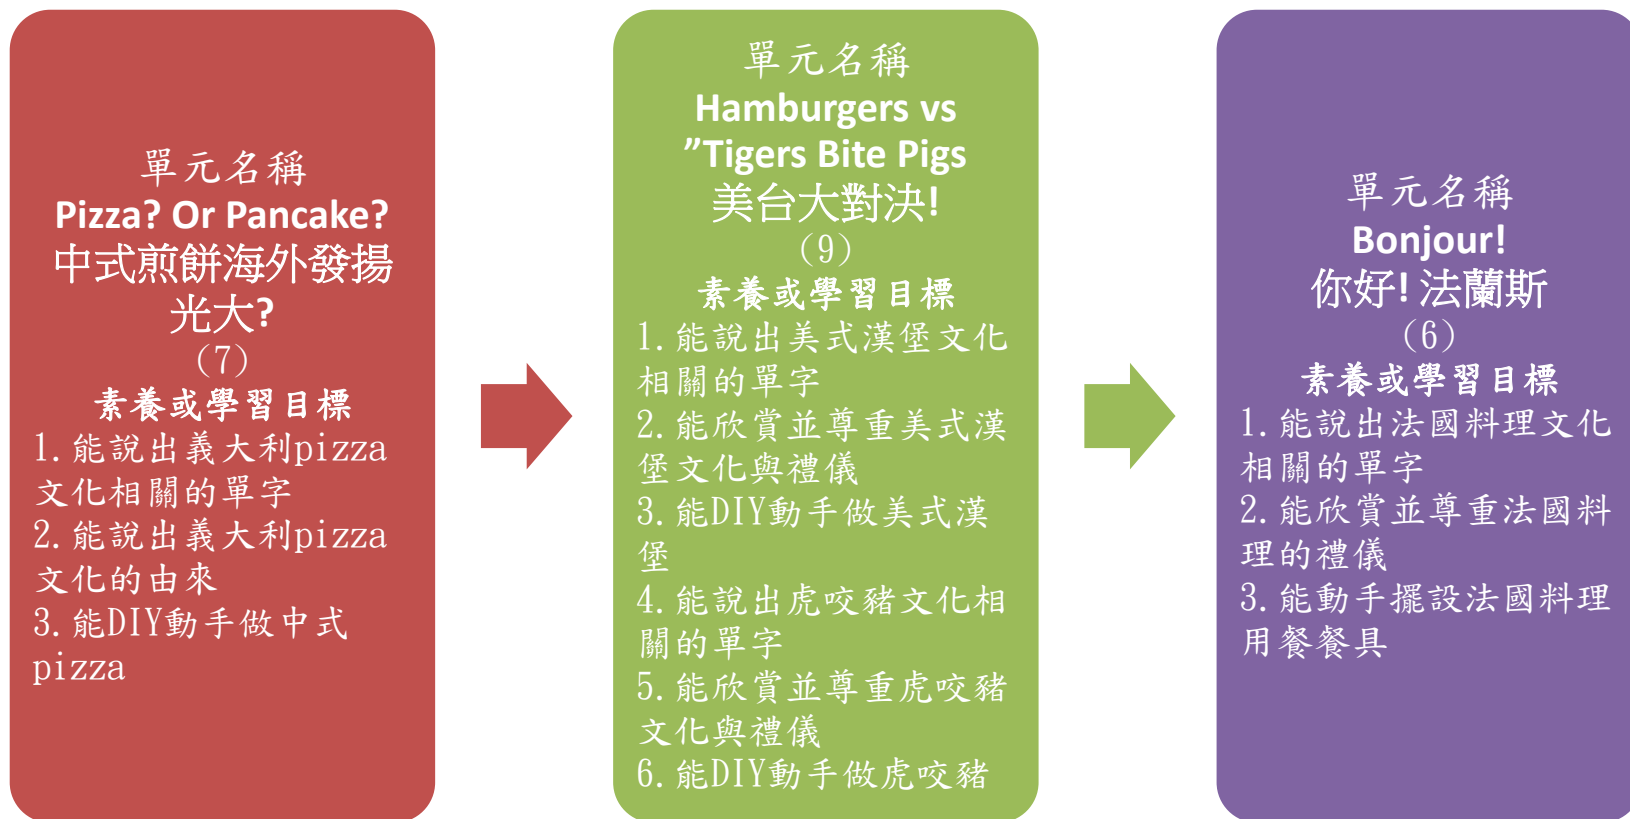 單元名稱
Pizza? Or Pancake?
中式煎餅海外發揚
光大?
(7)
素養或學習目標
1.能說出義大利pizza
文化相關的單字
2.能說出義大利pizza
文化的由來
3.能DIY動手做中式
pizza
單元名稱
Hamburgers vs
”Tigers Bite Pigs
美台大對決!
(9)
素養或學習目標
1.能說出美式漢堡文化
相關的單字
2.能欣賞並尊重美式漢
堡文化與禮儀
3.能DIY動手做美式漢
堡
4.能說出虎咬豬文化相
關的單字
5.能欣賞並尊重虎咬豬
文化與禮儀
6.能DIY動手做虎咬豬
單元名稱
Bonjour!
你好! 法蘭斯
(6)
素養或學習目標
1.能說出法國料理文化
相關的單字
2.能欣賞並尊重法國料
理的禮儀
3.能動手擺設法國料理
用餐餐具